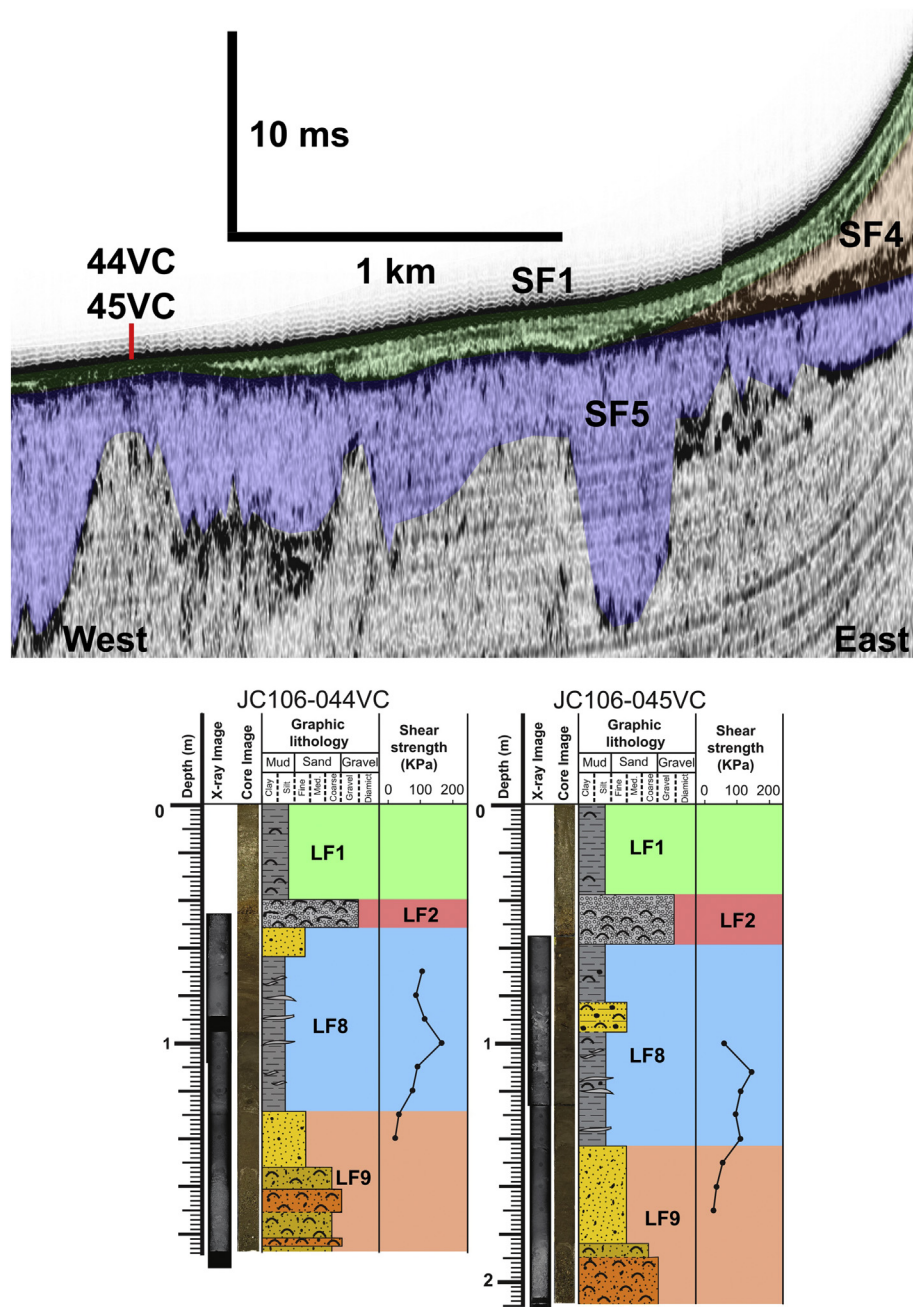 10 ms
1 km
44VC
45VC
SF1
SF4
SF5
West
East
JC106-044VC
Depth (m)
X-ray Image
Core Image
Graphic
lithology
Mud
Sand
Gravel
Clay
Silt
Fine
Med.
Coarse
Gravel
Diamict
Shear
strength
(KPa)
0 100 200
0
1
LF1
LF2
LF8
LF9
JC106-045VC
Depth (m)
X-ray Image
Core Image
Graphic
lithology
Mud
Sand
Gravel
Clay
Silt
Fine
Med.
Coarse
Gravel
Diamict
Shear
strength
(KPa)
0 100 200
0
1
2
LF1
LF2
LF8
LF9